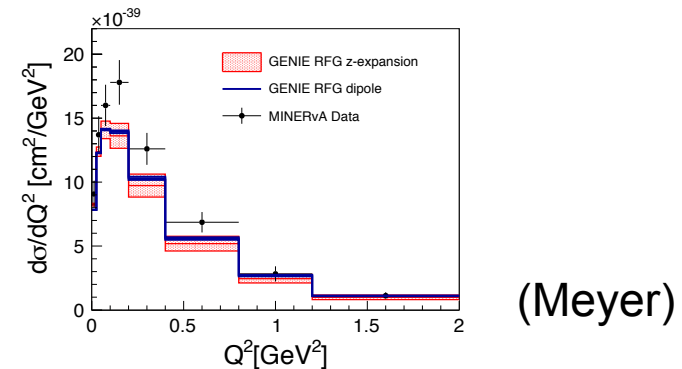 ×10⁻³⁹
20
15
10
5
0
dσ/dQ² [cm²/GeV²]
GENIE RFG z-expansion
GENIE RFG dipole
MINERvA Data
0 0.5 1 1.5 2
Q²[GeV²]
(Meyer)